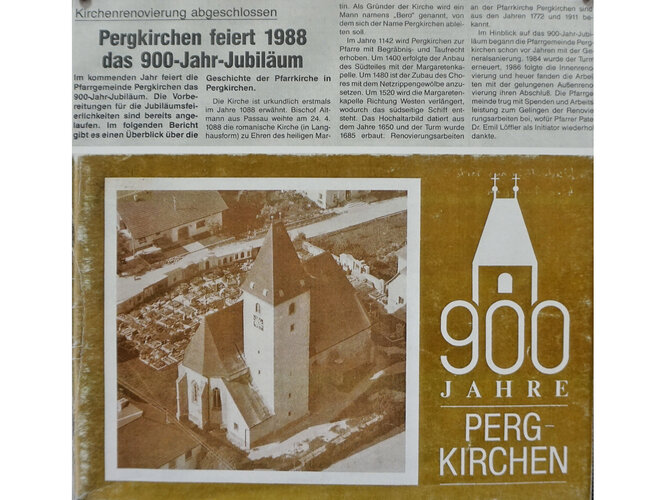 Kirchenrenovierung abgeschlossen
Pergkirchen feiert 1988
das 900-Jahr-Jubiläum
Im kommenden Jahr feiert die
Pfarrgemeinde Pergkirchen das
900-Jahr-Jubiläum. Die Vorbe-
reitungen für die Jubiläumsfei-
erlichkeiten sind bereits ange-
laufen. Im folgenden Bericht
gibt es einen Überblick über die
Geschichte der Pfarrkirche in
Pergkirchen.
Die Kirche ist urkundlich erstmals
im Jahre 1088 erwähnt. Bischof Alt-
mann aus Passau weihte am 24. 4.
1088 die romanische Kirche (in Lang-
hausform) zu Ehren des heiligen Mar-
tin. Als Gründer der Kirche wird ein
Mann namens „Bero" genannt, von
dem sich der Name Pergkirchen ablei-
ten soll.
Im Jahre 1142 wird Pergkirchen zur
Pfarre mit Begräbnis- und Taufrecht
erhoben. Um 1400 erfolgte der Anbau
des Südteiles mit der Margaretenka-
pelle. Um 1480 ist der Zubau des Cho-
res mit dem Netzrippengewölbe anzu-
setzen. Um 1520 wird die Margareten-
kapelle Richtung Westen verlängert,
wodurch das südseitige Schiff ent-
steht. Das Hochaltarbild datiert aus
dem Jahre 1650 und der Turm wurde
1685 erbaut. Renovierungsarbeiten
an der Pfarrkirche Pergkirchen sind
aus den Jahren 1772 und 1911 be-
kannt.
Im Hinblick auf das 900-Jahr-Jubi-
läum begann die Pfarrgemeinde Perg-
kirchen schon vor Jahren mit der Ge-
neralsanierung. 1984 wurde der Turm
erneuert. 1986 folgte die Innenreno-
vierung und heuer fanden die Arbei-
ten mit der gelungenen Außenreno-
vierung ihren Abschluß. Die Pfarrge-
meinde trug mit Spenden und Arbeits-
leistung zum Gelingen der Renovie-
rungsarbeiten bei, wofür Pfarrer Pater
Dr. Emil Löffler als Initiator wiederholt
dankte.
900
JAHRE
PERG-
KIRCHEN